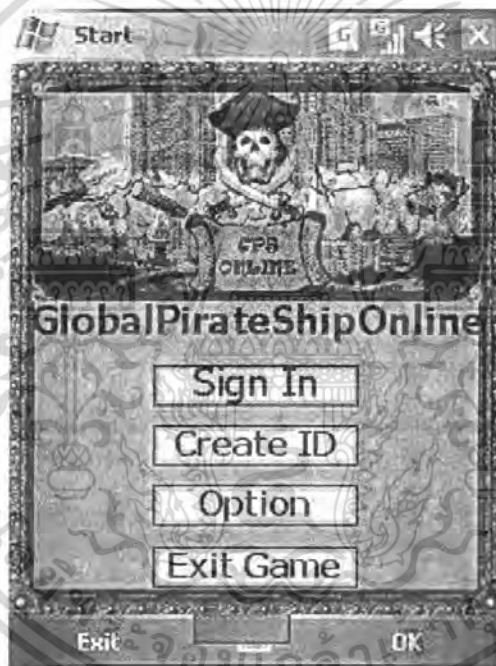 Start
GPS
ONLINE
GlobalPirateShipOnline
Sign In
Create ID
Option
Exit Game
Exit
OK